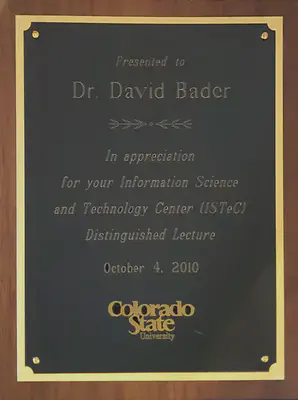 Presented to
Dr. David Bader
In appreciation
for your Information Science
and Technology Center (ISTeC)
Distinguished Lecture
October 4, 2010
Colorado
State
University